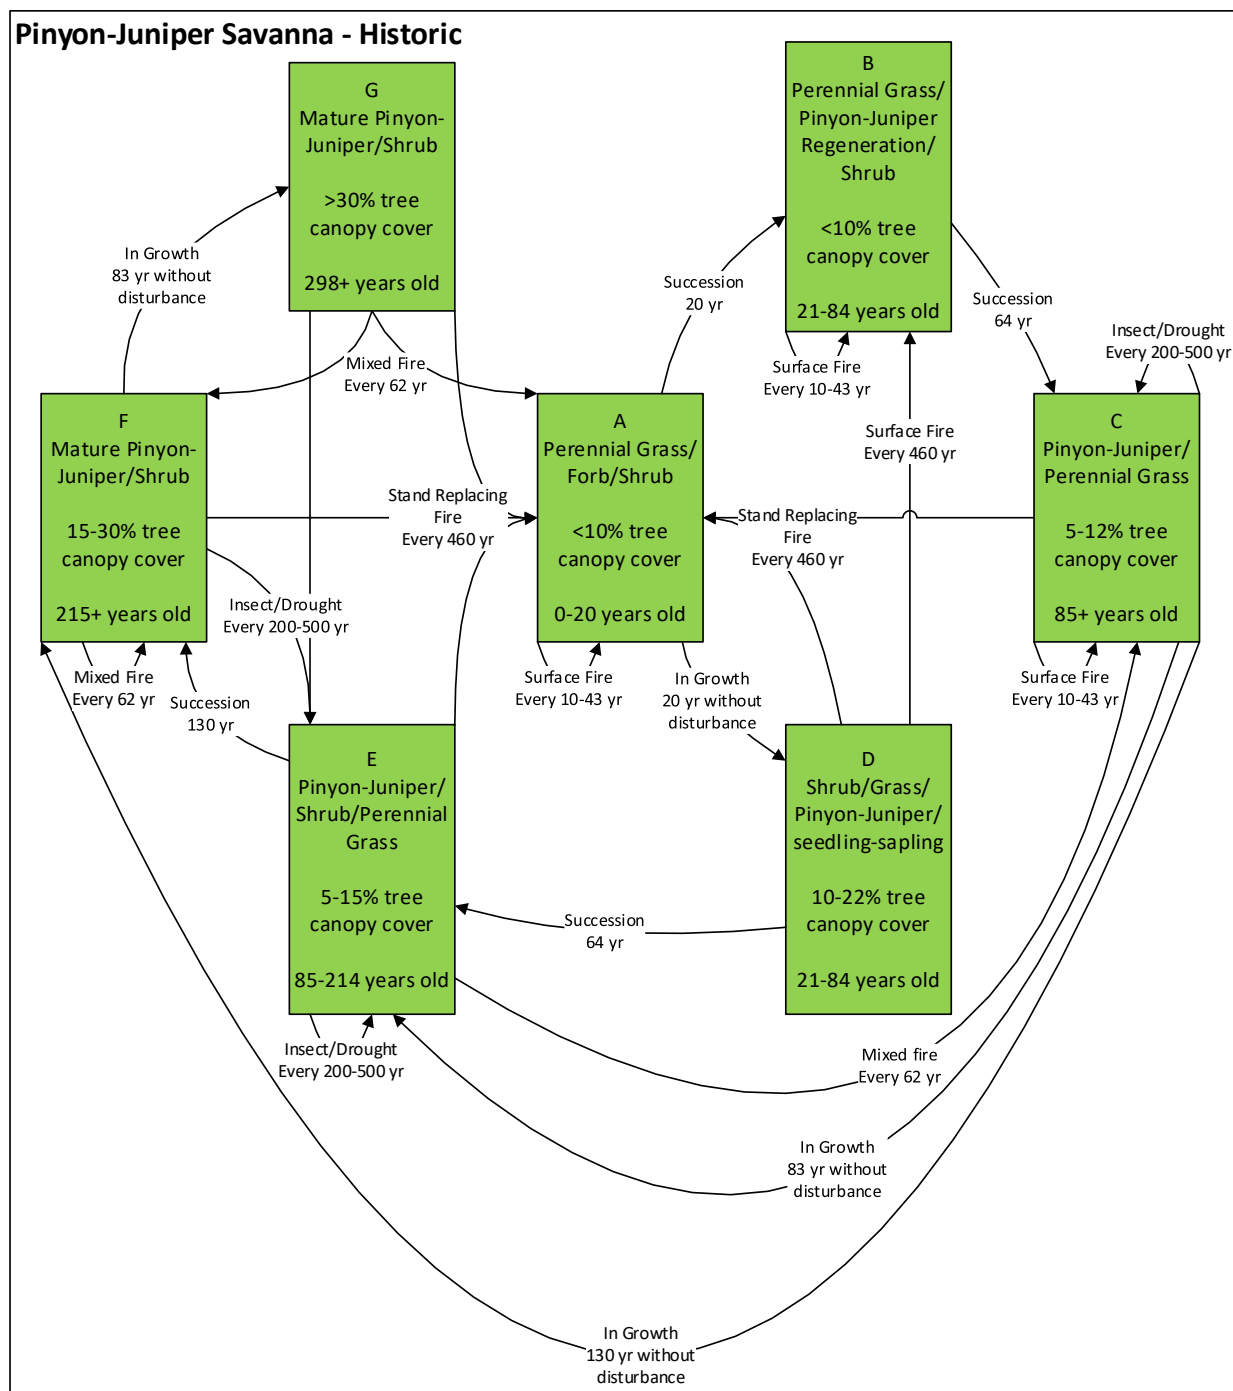 Pinyon-Juniper Savanna - Historic
G
Mature Pinyon-
Juniper/Shrub
>30% tree
canopy cover
298+ years old
B
Perennial Grass/
Pinyon-Juniper
Regeneration/
Shrub
<10% tree
canopy cover
21-84 years old
In Growth
83 yr without
disturbance
Succession
20 yr
Succession
64 yr
Insect/Drought
Every 200-500 yr
Mixed Fire
Every 62 yr
Surface Fire
Every 10-43 yr
F
Mature Pinyon-
Juniper/Shrub
15-30% tree
canopy cover
215+ years old
A
Perennial Grass/
Forb/Shrub
<10% tree
canopy cover
0-20 years old
Surface Fire
Every 460 yr
C
Pinyon-Juniper/
Perennial Grass
5-12% tree
canopy cover
85+ years old
Stand Replacing
Fire
Every 460 yr
Stand Replacing
Fire
Every 460 yr
Insect/Drought
Every 200-500 yr
Mixed Fire
Every 62 yr
Succession
130 yr
Surface Fire
Every 10-43 yr
In Growth
20 yr without
disturbance
Surface Fire
Every 10-43 yr
E
Pinyon-Juniper/
Shrub/Perennial
Grass
5-15% tree
canopy cover
85-214 years old
D
Shrub/Grass/
Pinyon-Juniper/
seedling-sapling
10-22% tree
canopy cover
21-84 years old
Succession
64 yr
Insect/Drought
Every 200-500 yr
Mixed fire
Every 62 yr
In Growth
83 yr without
disturbance
In Growth
130 yr without
disturbance